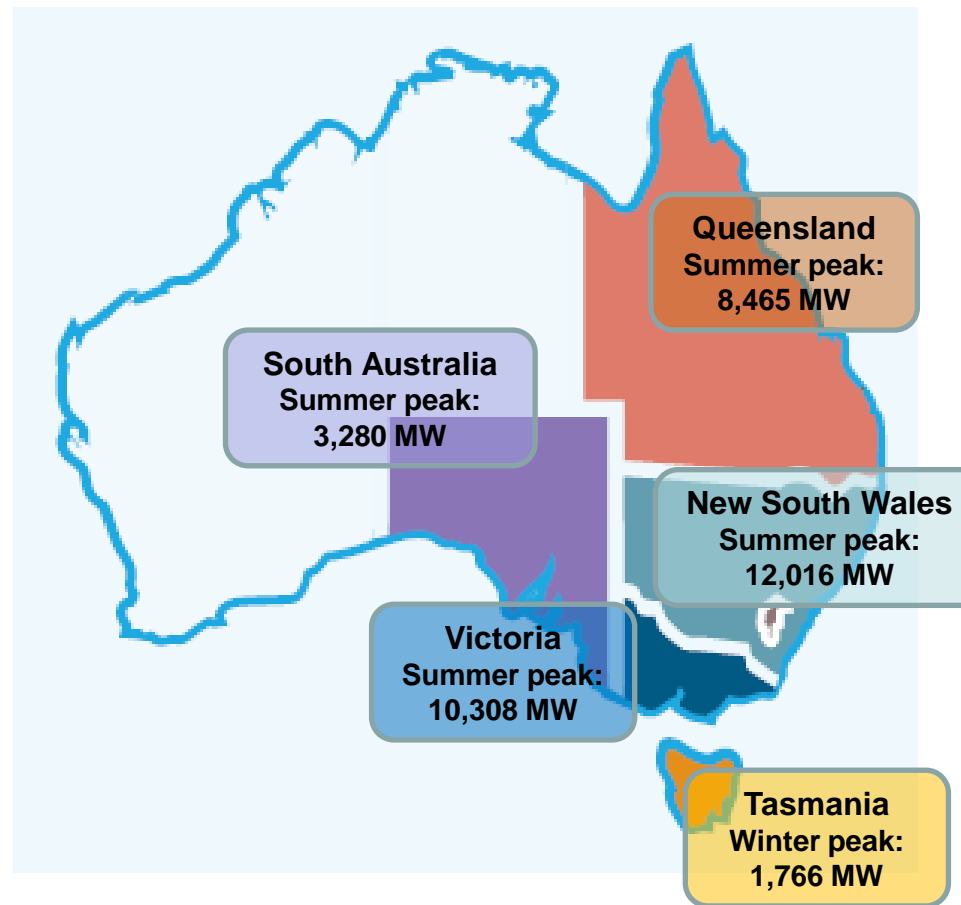 Queensland
Summer peak:
8,465 MW
South Australia
Summer peak:
3,280 MW
New South Wales
Summer peak:
12,016 MW
Victoria
Summer peak:
10,308 MW
Tasmania
Winter peak:
1,766 MW